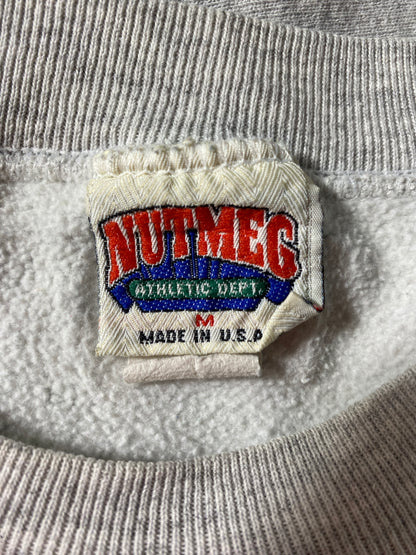 NUTMEG
ATHLETIC DEPT.
M
MADE IN U.S.A